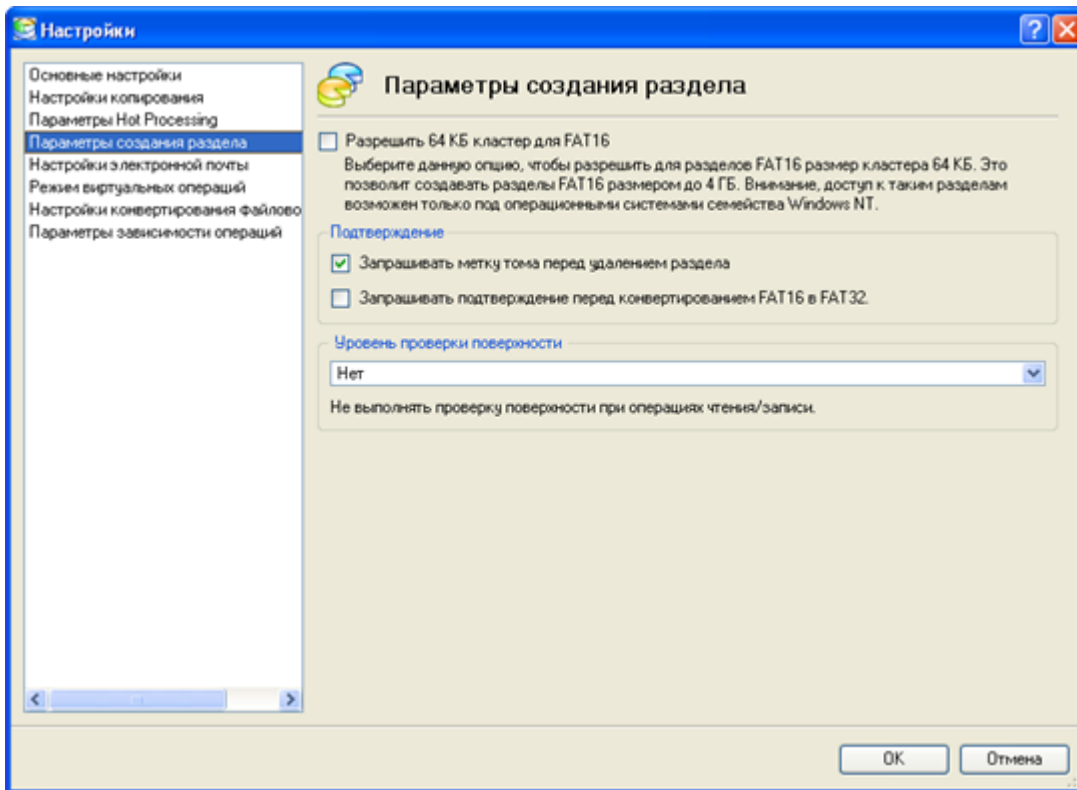 Настройки
Основные настройки
Настройки копирования
Параметры Hot Processing
Параметры создания раздела
Настройки электронной почты
Режим виртуальных операций
Настройки конвертирования файлово
Параметры зависимости операций
Параметры создания раздела
Разрешить 64 КБ кластер для FAT16
Выберите данную опцию, чтобы разрешить для разделов FAT16 размер кластера 64 КБ. Это
позволит создавать разделы FAT16 размером до 4 ГБ. Внимание, доступ к таким разделам
возможен только под операционными системами семейства Windows NT.
Подтверждение
Запрашивать метку тома перед удалением раздела
Запрашивать подтверждение перед конвертированием FAT16 в FAT32.
Уровень проверки поверхности
Нет
Не выполнять проверку поверхности при операциях чтения/записи.
OK
Отмена